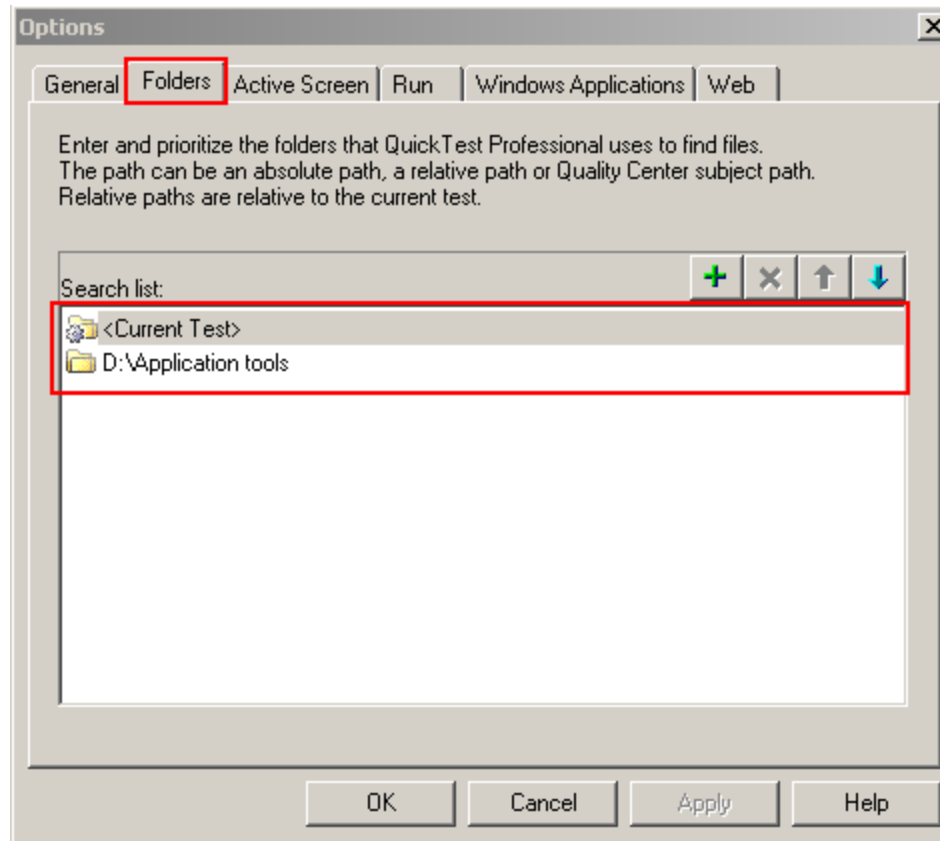 Options
General Folders Active Screen Run Windows Applications Web
Enter and prioritize the folders that QuickTest Professional uses to find files.
The path can be an absolute path, a relative path or Quality Center subject path.
Relative paths are relative to the current test.
Search list:
<Current Test>
D:\Application tools
OK Cancel Apply Help